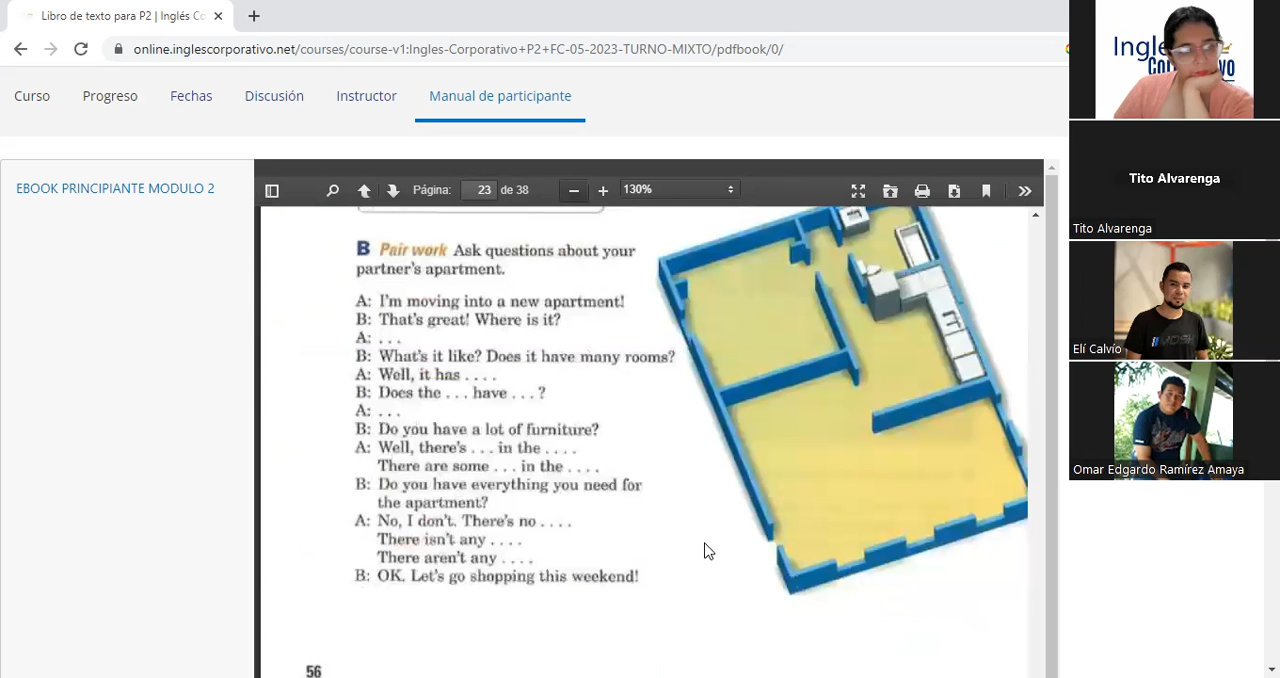 Libro de texto para P2 | Inglés Co
online.inglescorporativo.net/courses/course-v1:Ingles-Corporativo+P2+FC-05-2023-TURNO-MIXTO/pdfbook/0/
Curso Progreso Fechas Discusión Instructor Manual de participante
EBOOK PRINCIPIANTE MODULO 2
Página: 23 de 38 130%
B Pair work Ask questions about your
partner's apartment.
A: I'm moving into a new apartment!
B: That's great! Where is it?
A: . . .
B: What's it like? Does it have many rooms?
A: Well, it has . . . .
B: Does the . . . have . . . ?
A: . . .
B: Do you have a lot of furniture?
A: Well, there's . . . in the . . . .
There are some . . . in the . . . .
B: Do you have everything you need for
the apartment?
A: No, I don't. There's no . . . .
There isn't any . . . .
There aren't any . . . .
B: OK. Let's go shopping this weekend!
56
Tito Alvarenga
Tito Alvarenga
Elí Calvío
Omar Edgardo Ramírez Amaya